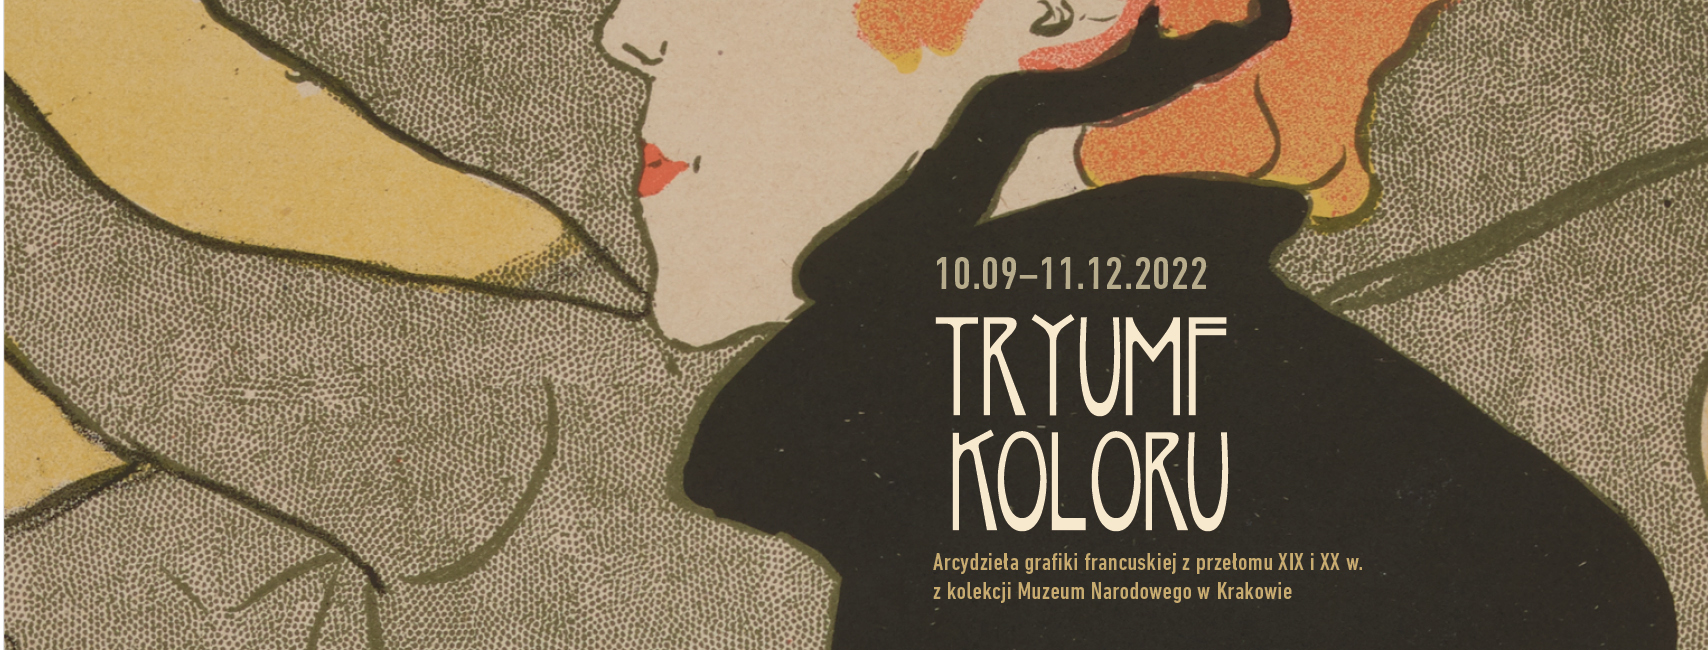 10.09–11.12.2022
TRYUMF
KOLORU
Arcydzieła grafiki francuskiej z przełomu XIX i XX w.
z kolekcji Muzeum Narodowego w Krakowie